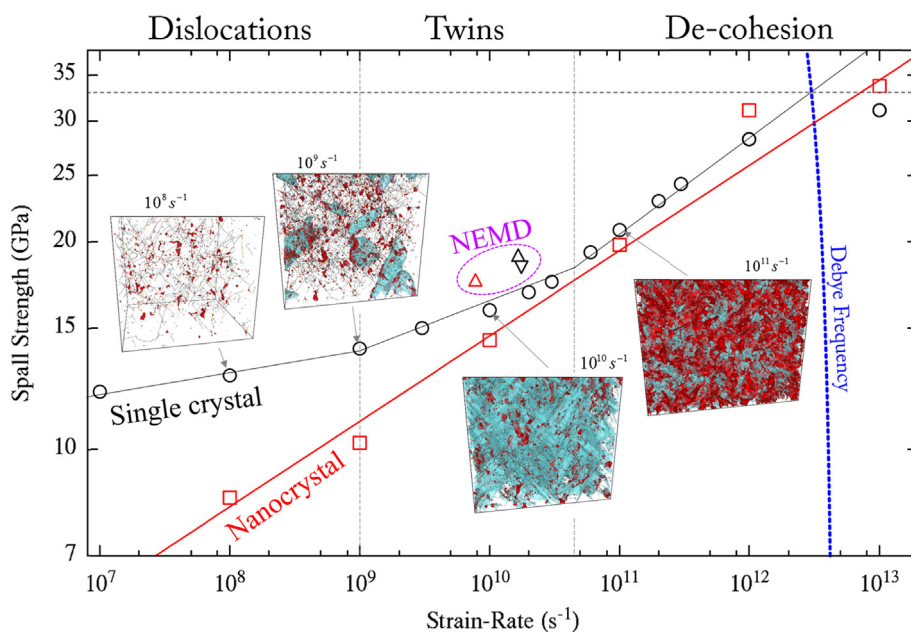 Dislocations Twins De-cohesion
35
30
25
20
15
10
7
Spall Strength (GPa)
10⁸ s⁻¹
10⁹ s⁻¹
NEMD
10¹⁰ s⁻¹
10¹¹ s⁻¹
Single crystal
Nanocrystal
Debye Frequency
10⁷ 10⁸ 10⁹ 10¹⁰ 10¹¹ 10¹² 10¹³
Strain-Rate (s⁻¹)